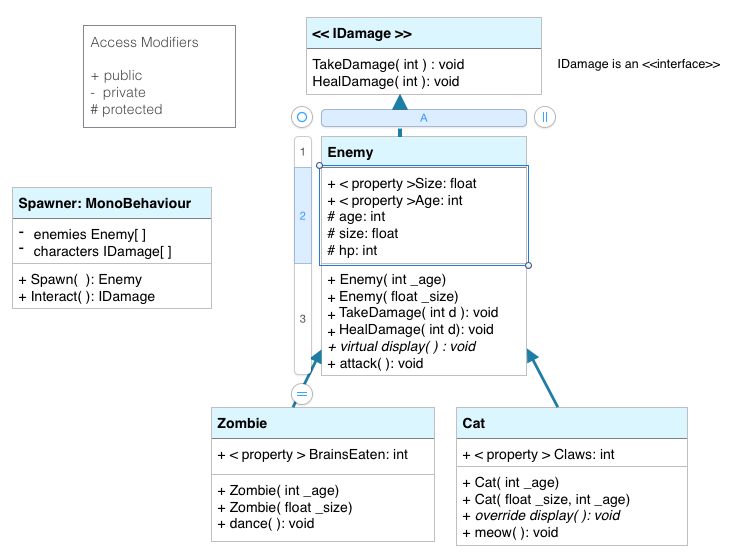 Access Modifiers
+ public
- private
# protected
<< IDamage >>
TakeDamage( int ) : void
HealDamage( int ): void
IDamage is an <<interface>>
A
1
2
3
Enemy
+ < property >Size: float
+ < property >Age: int
# age: int
# size: float
# hp: int
+ Enemy( int _age)
+ Enemy( float _size)
+ TakeDamage( int d ): void
+ HealDamage( int d): void
+ virtual display( ) : void
+ attack( ): void
Spawner: MonoBehaviour
- enemies Enemy[ ]
- characters IDamage[ ]
+ Spawn( ): Enemy
+ Interact( ): IDamage
Zombie
+ < property > BrainsEaten: int
+ Zombie( int _age)
+ Zombie( float _size)
+ dance( ): void
Cat
+ < property > Claws: int
+ Cat( int _age)
+ Cat( float _size, int _age)
+ override display( ): void
+ meow( ): void